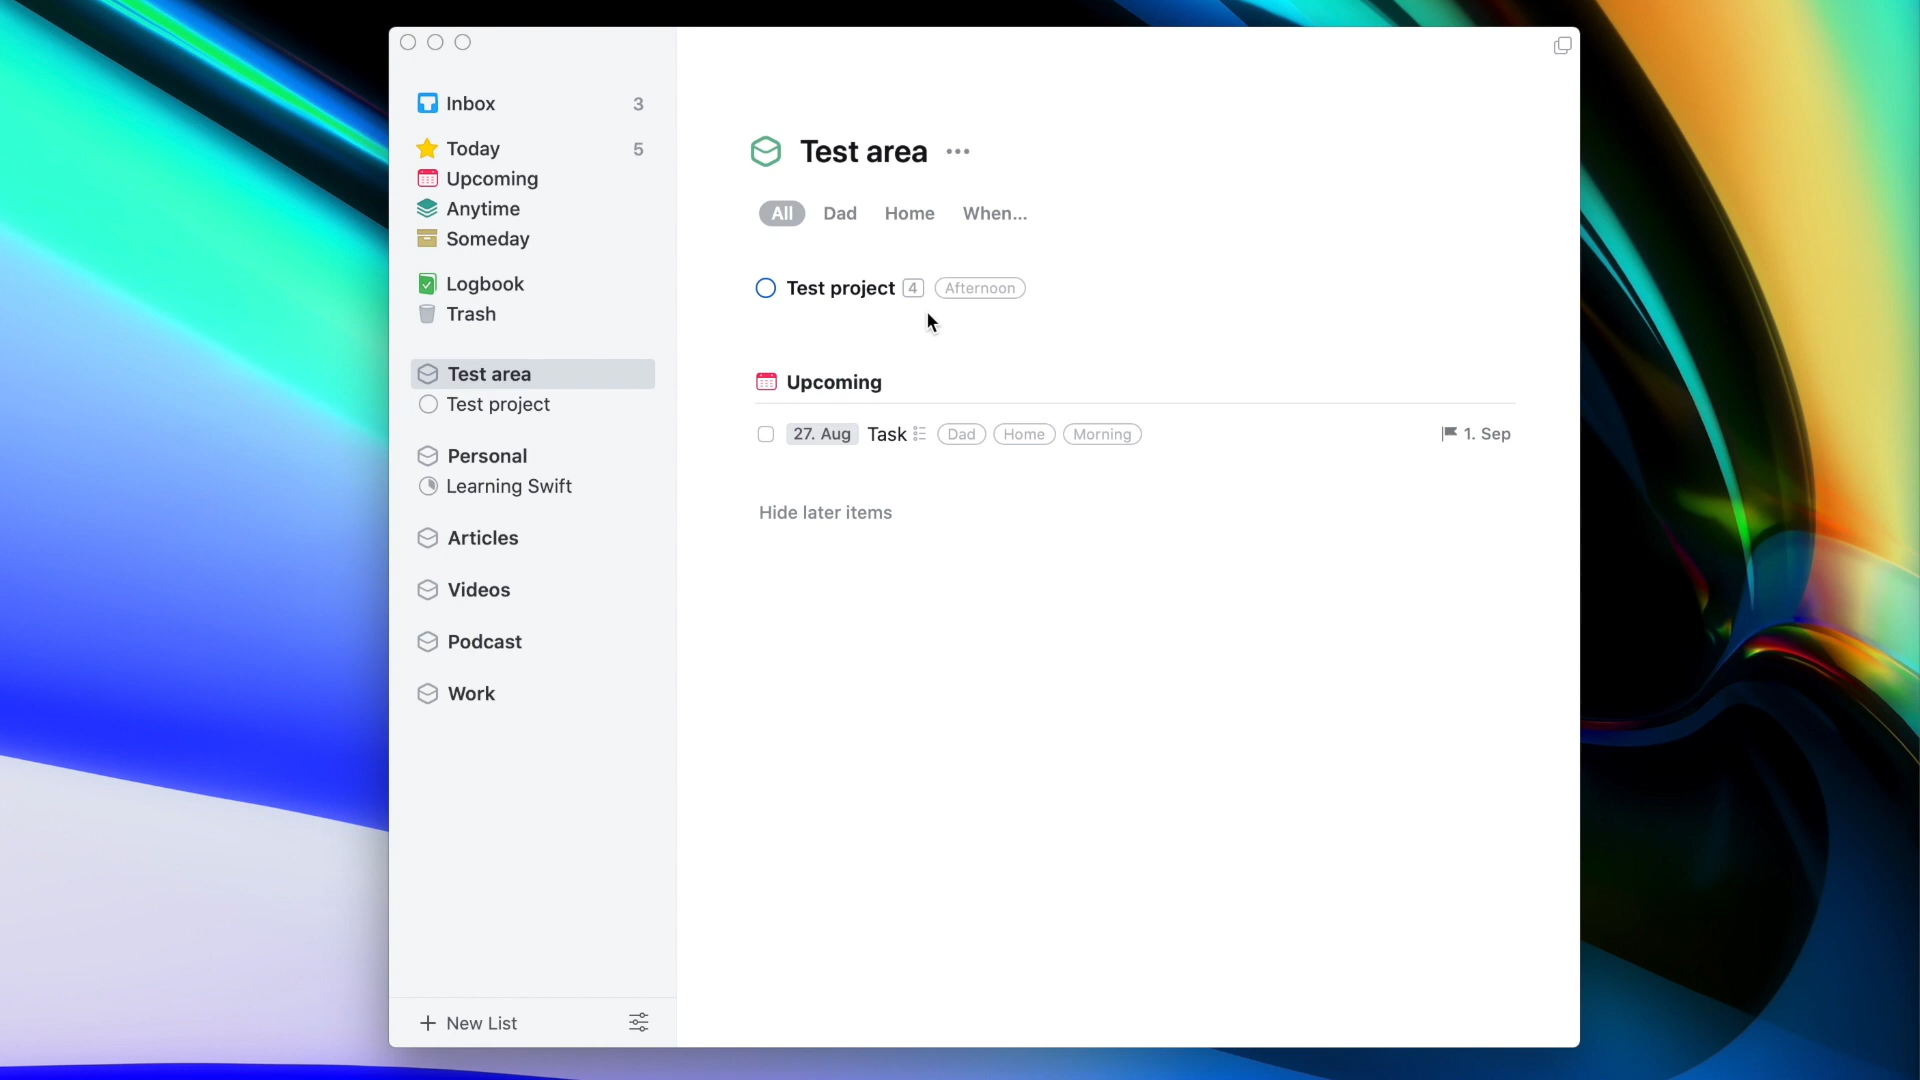 Inbox 3
Today 5
Upcoming
Anytime
Someday
Logbook
Trash
Test area
Test project
Personal
Learning Swift
Articles
Videos
Podcast
Work
+ New List
Test area ...
All Dad Home When...
Test project 4 Afternoon
Upcoming
27. Aug Task Dad Home Morning 1. Sep
Hide later items